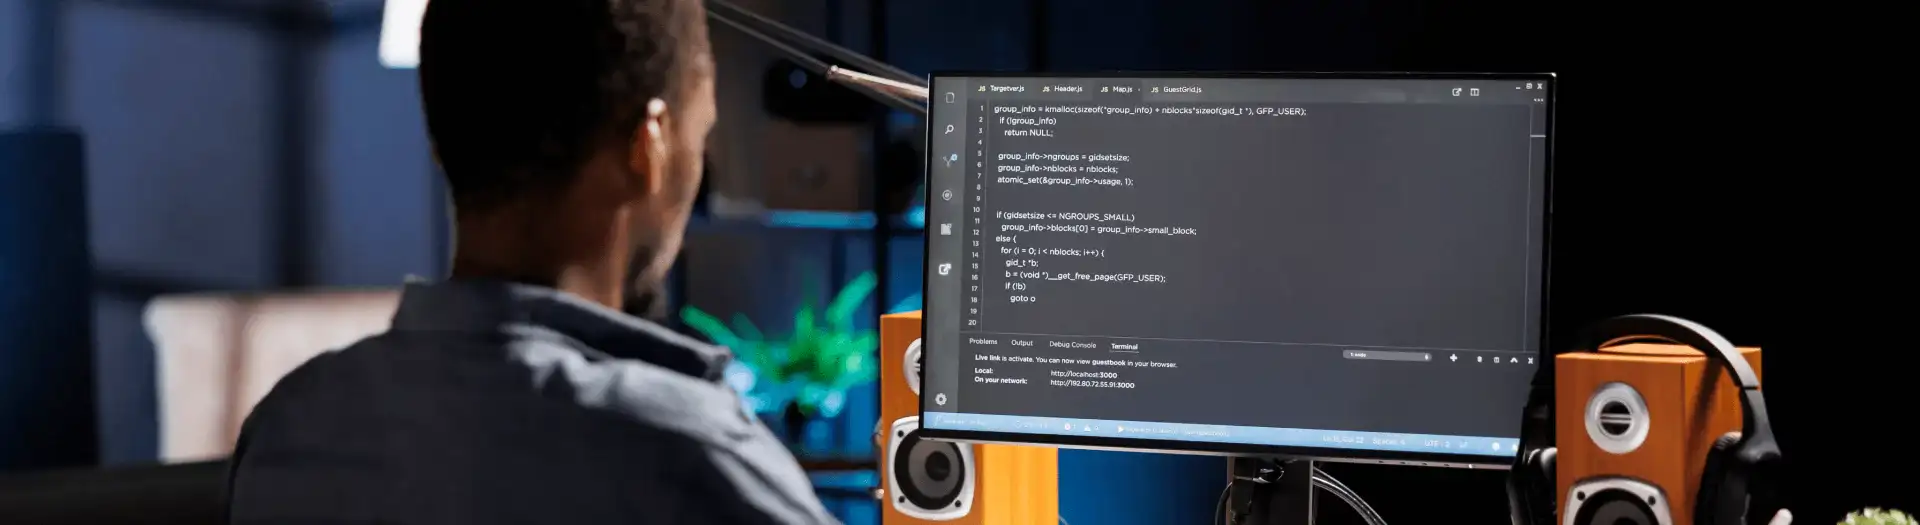 JS Targetver.js JS Header.js JS Map.js JS GuestGrid.js
1 group_info = kmalloc(sizeof(*group_info) + nblocks*sizeof(gid_t *), GFP_USER);
2 if (!group_info)
3 return NULL;
4
5 group_info->ngroups = gidsetsize;
6 group_info->nblocks = nblocks;
7 atomic_set(&group_info->usage, 1);
8
9
10 if (gidsetsize <= NGROUPS_SMALL)
11 group_info->blocks[0] = group_info->small_block;
12 else {
13 for (i = 0; i < nblocks; i++) {
14 gid_t *b;
15 b = (void *)__get_free_page(GFP_USER);
16 if (!b)
17 goto o
18
19
20
Problems Output Debug Console Terminal
Live link is activate. You can now view guestbook in your browser.
Local: http://localhost:3000
On your network: http://192.80.72.55.91:3000